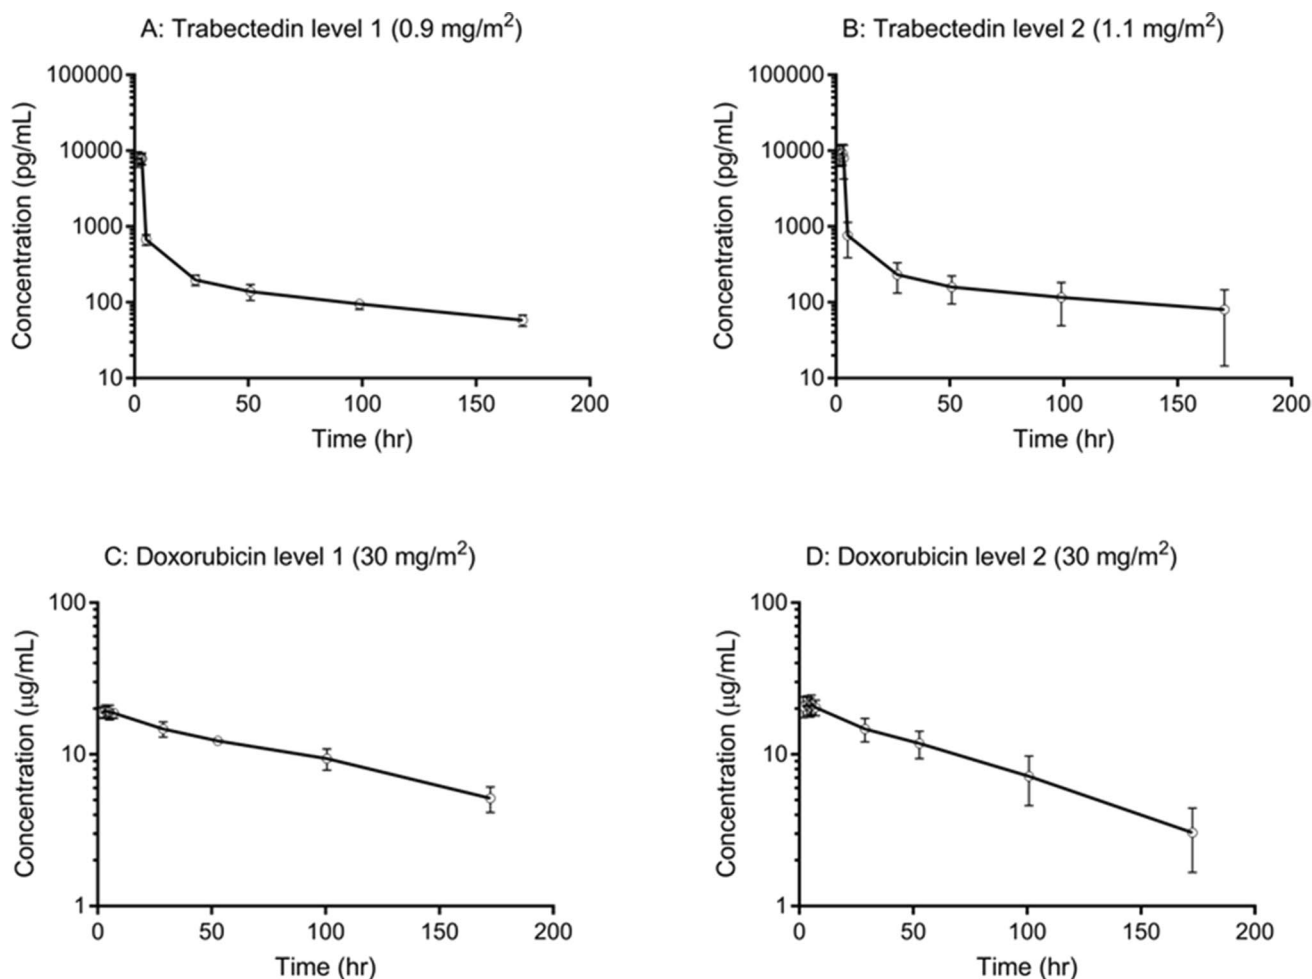 A: Trabectedin level 1 (0.9 mg/m²)
Concentration (pg/mL)
100000
10000
1000
100
10
0 50 100 150 200
Time (hr)
B: Trabectedin level 2 (1.1 mg/m²)
Concentration (pg/mL)
100000
10000
1000
100
10
0 50 100 150 200
Time (hr)
C: Doxorubicin level 1 (30 mg/m²)
Concentration (μg/mL)
100
10
1
0 50 100 150 200
Time (hr)
D: Doxorubicin level 2 (30 mg/m²)
Concentration (μg/mL)
100
10
1
0 50 100 150 200
Time (hr)